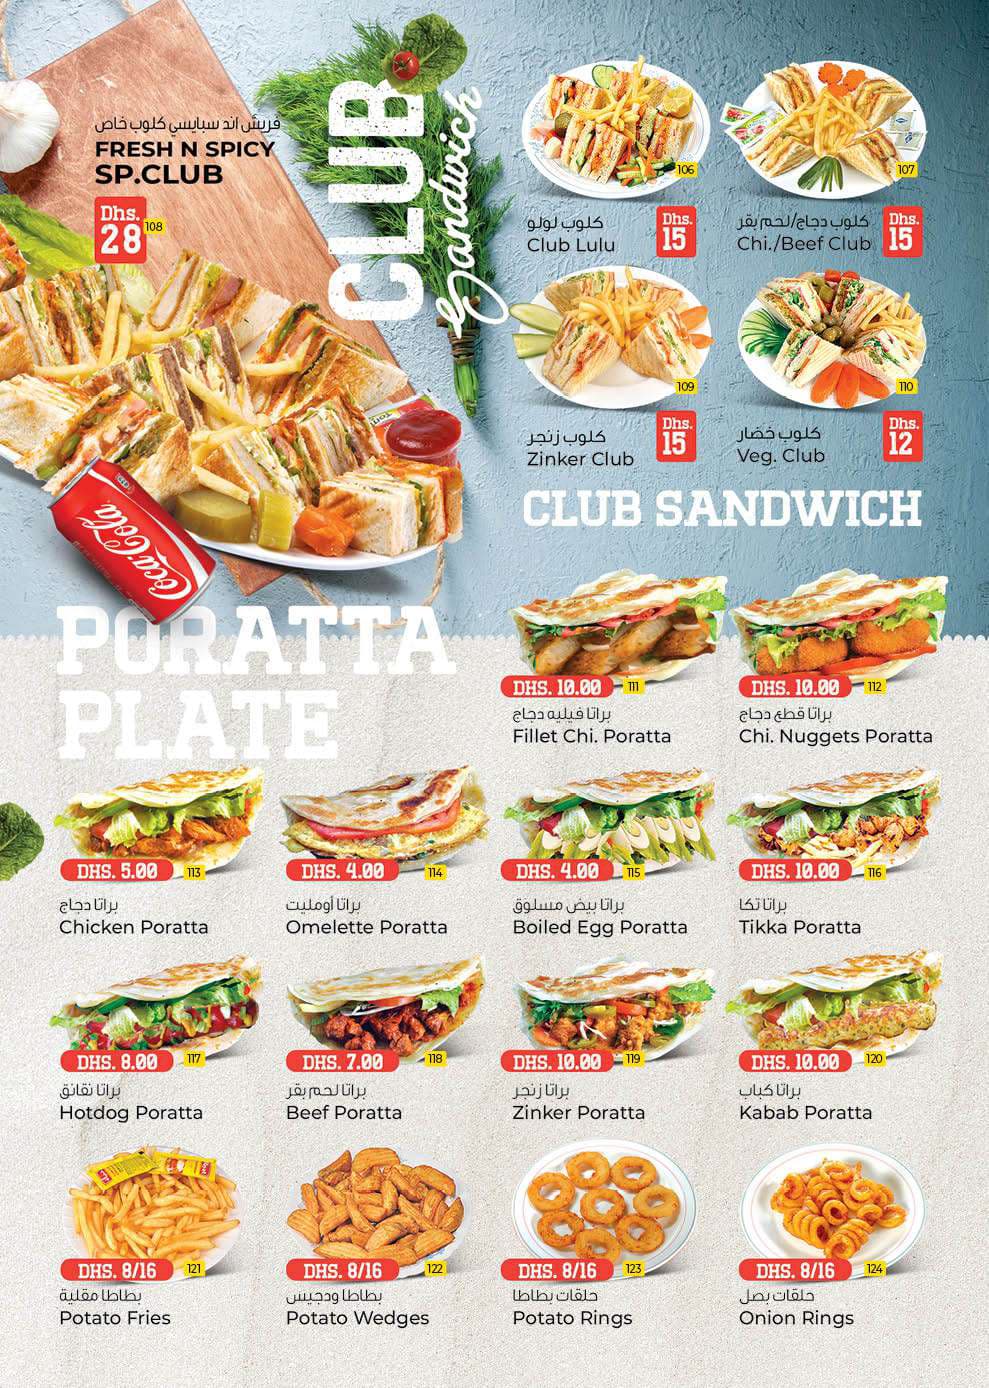 فريش اند سبايسي كلوب خاص
FRESH N SPICY
SP.CLUB
Dhs.
28
108
CLUB
Sandwich
106
كلوب لولو
Club Lulu
Dhs.
15
107
كلوب دجاج/لحم بقر
Chi./Beef Club
Dhs.
15
109
كلوب زنجر
Zinker Club
Dhs.
15
110
كلوب خضار
Veg. Club
Dhs.
12
CLUB SANDWICH
Coca-Cola
PORATTA
PLATE
DHS. 10.00 111
براتا فيليه دجاج
Fillet Chi. Poratta
DHS. 10.00 112
براتا قطع دجاج
Chi. Nuggets Poratta
DHS. 5.00 113
براتا دجاج
Chicken Poratta
DHS. 4.00 114
براتا أومليت
Omelette Poratta
DHS. 4.00 115
براتا بيض مسلوق
Boiled Egg Poratta
DHS. 10.00 116
براتا تكا
Tikka Poratta
DHS. 8.00 117
براتا نقانق
Hotdog Poratta
DHS. 7.00 118
براتا لحم بقر
Beef Poratta
DHS. 10.00 119
براتا زنجر
Zinker Poratta
DHS. 10.00 120
براتا كباب
Kabab Poratta
DHS. 8/16 121
بطاطا مقلية
Potato Fries
DHS. 8/16 122
بطاطا ودجيس
Potato Wedges
DHS. 8/16 123
حلقات بطاطا
Potato Rings
DHS. 8/16 124
حلقات بصل
Onion Rings